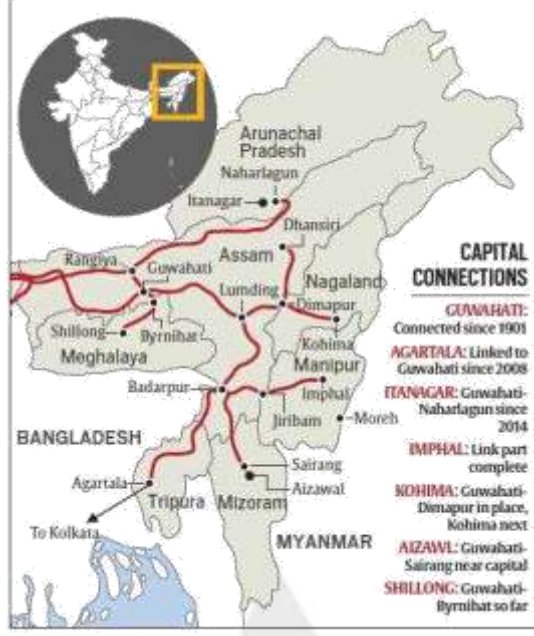 Arunachal
Pradesh
Naharlagun
Itanagar
Dhansiri
Assam
Rangiya
Guwahati
Nagaland
Lumding
Dimapur
Shillong
Byrnihat
Kohima
Meghalaya
Manipur
Badarpur
Imphal
Jiribam
Moreh
BANGLADESH
Sairang
Agartala
Aizawal
Tripura
Mizoram
To Kolkata
MYANMAR
CAPITAL
CONNECTIONS
GUWAHATI:
Connected since 1901
AGARTALA: Linked to
Guwahati since 2008
ITANAGAR: Guwahati-
Naharlagun since
2014
IMPHAL: Link part
complete
KOHIMA: Guwahati-
Dimapur in place,
Kohima next
AIZAWL: Guwahati-
Sairang near capital
SHILLONG: Guwahati-
Byrnihat so far